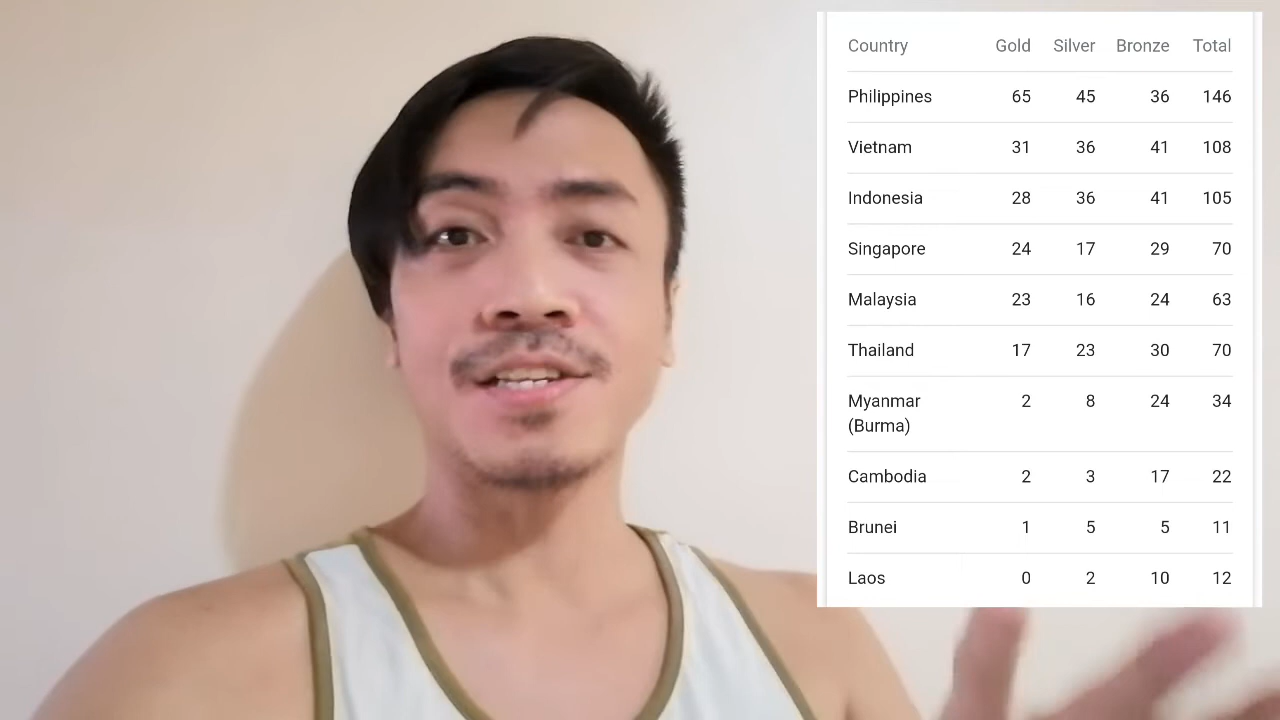 Country Gold Silver Bronze Total
Philippines 65 45 36 146
Vietnam 31 36 41 108
Indonesia 28 36 41 105
Singapore 24 17 29 70
Malaysia 23 16 24 63
Thailand 17 23 30 70
Myanmar 2 8 24 34
(Burma)
Cambodia 2 3 17 22
Brunei 1 5 5 11
Laos 0 2 10 12